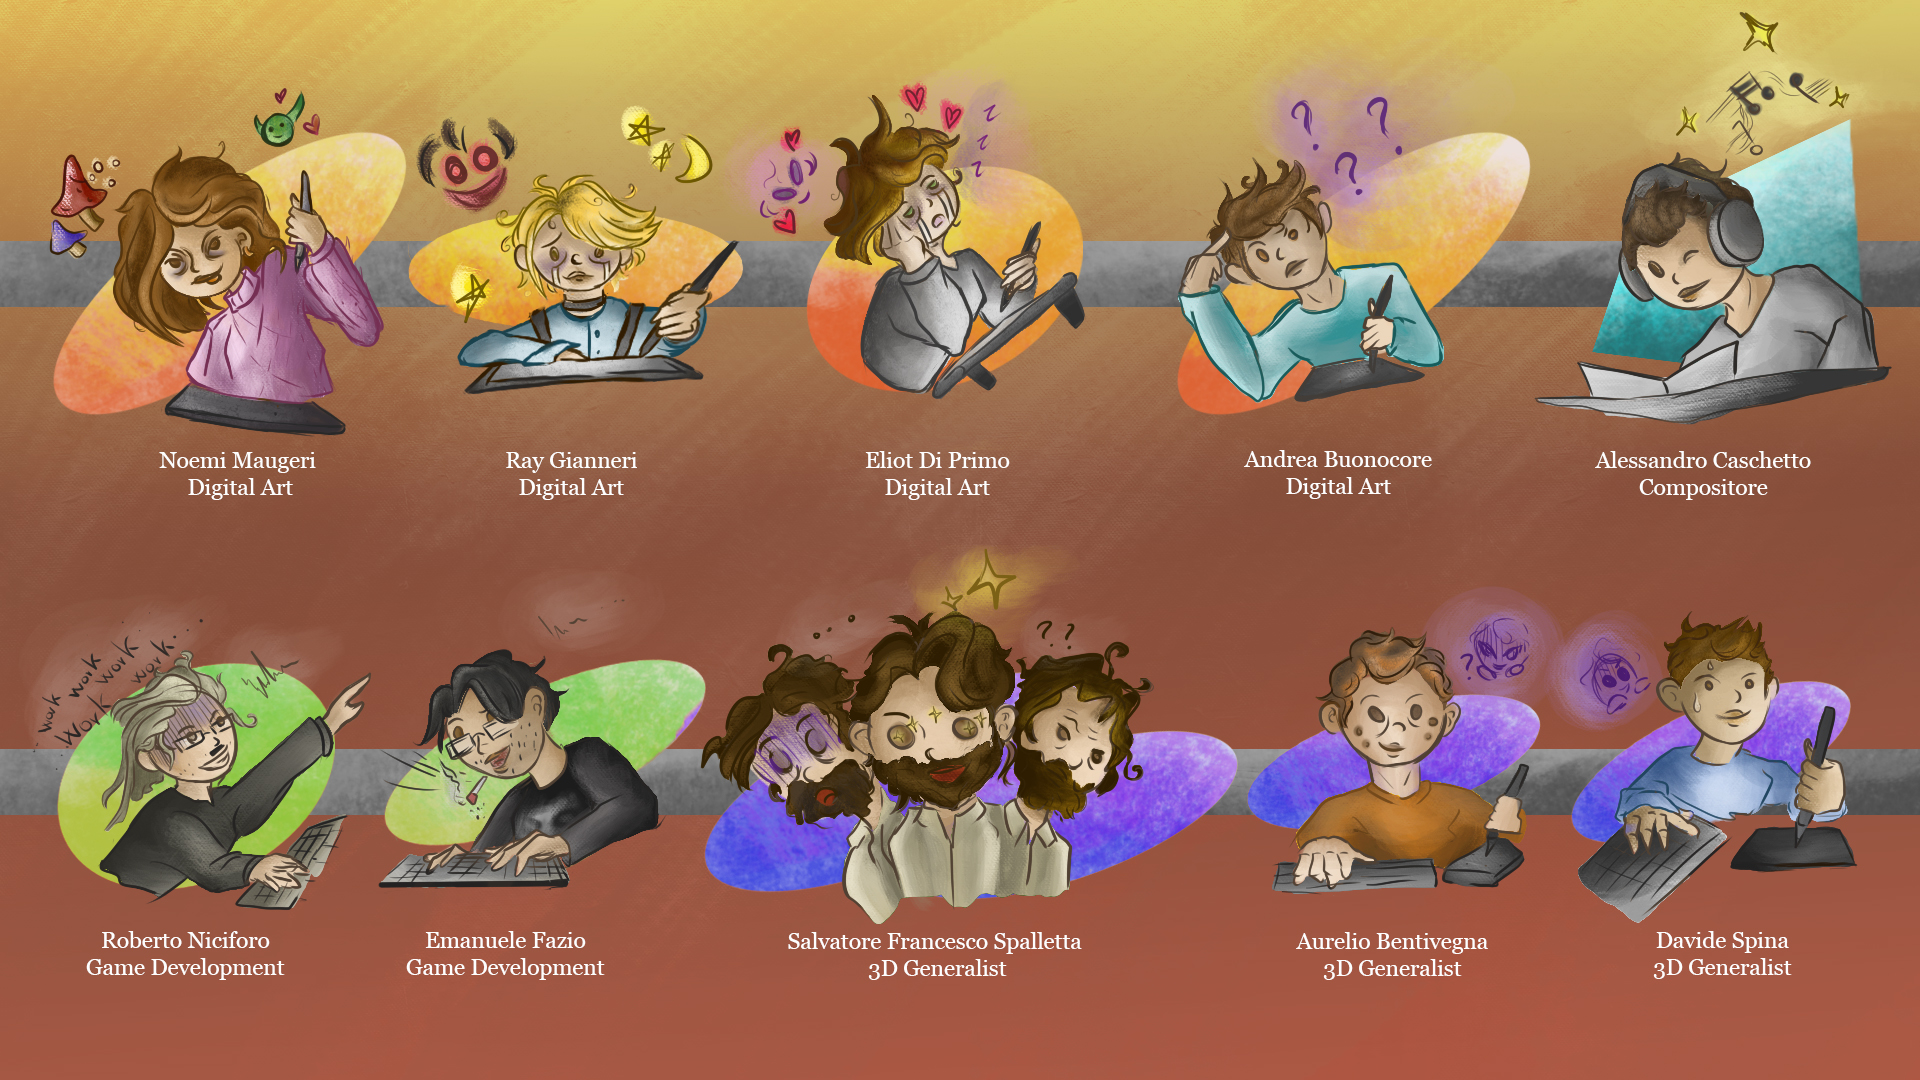 Noemi Maugeri
Digital Art
Ray Gianneri
Digital Art
Eliot Di Primo
Digital Art
Andrea Buonocore
Digital Art
Alessandro Caschetto
Compositore
? ? ?
z z z
work work work
work work work...
? ?
?
Roberto Niciforo
Game Development
Emanuele Fazio
Game Development
Salvatore Francesco Spalletta
3D Generalist
Aurelio Bentivegna
3D Generalist
Davide Spina
3D Generalist